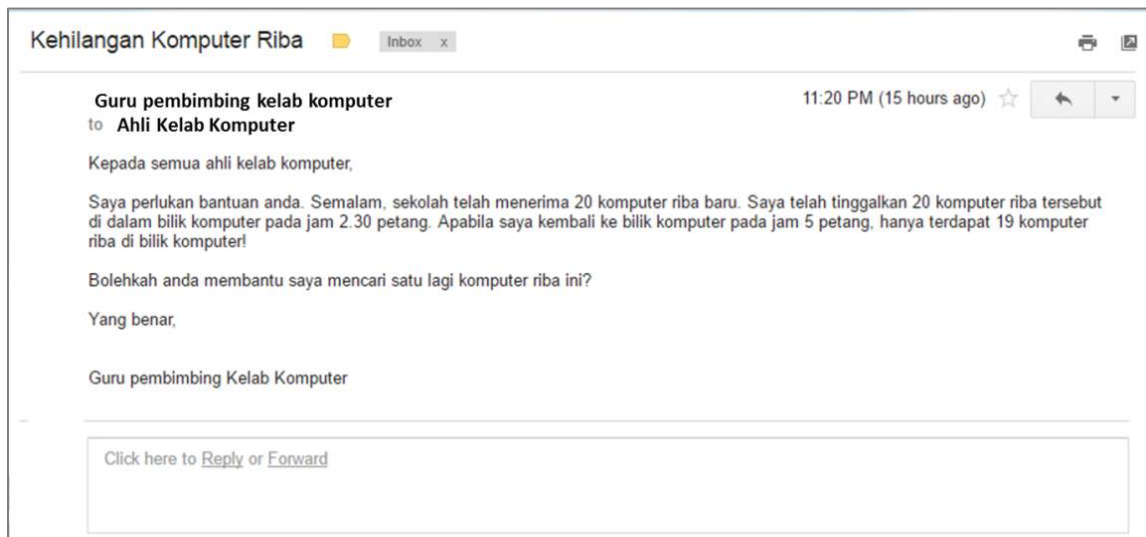 Kehilangan Komputer Riba
Inbox x
Guru pembimbing kelab komputer
11:20 PM (15 hours ago)
to Ahli Kelab Komputer
Kepada semua ahli kelab komputer,
Saya perlukan bantuan anda. Semalam, sekolah telah menerima 20 komputer riba baru. Saya telah tinggalkan 20 komputer riba tersebut
di dalam bilik komputer pada jam 2.30 petang. Apabila saya kembali ke bilik komputer pada jam 5 petang, hanya terdapat 19 komputer
riba di bilik komputer!
Bolehkah anda membantu saya mencari satu lagi komputer riba ini?
Yang benar,
Guru pembimbing Kelab Komputer
Click here to Reply or Forward